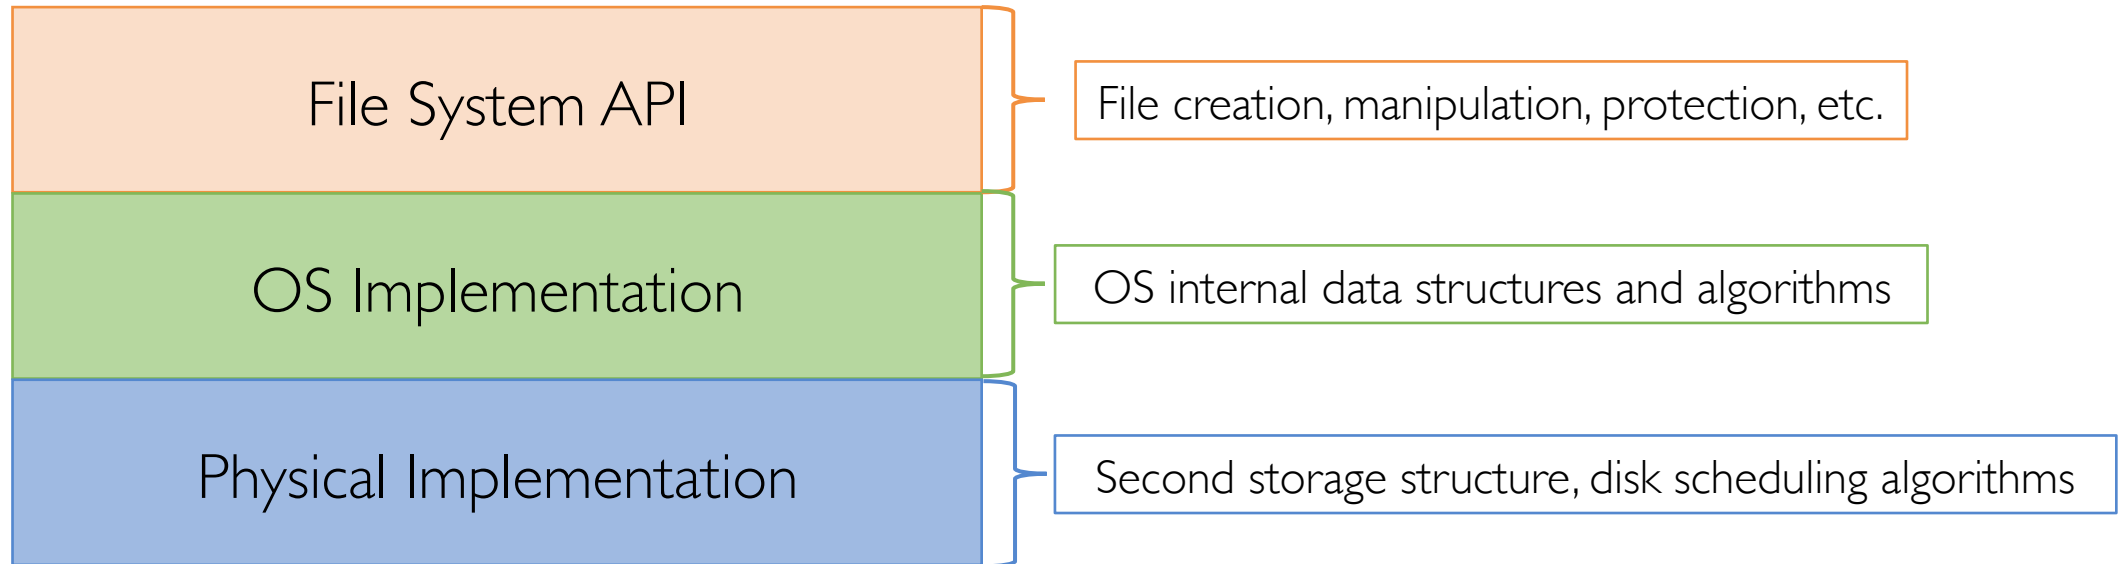 File System API
File creation, manipulation, protection, etc.
OS Implementation
OS internal data structures and algorithms
Physical Implementation
Second storage structure, disk scheduling algorithms